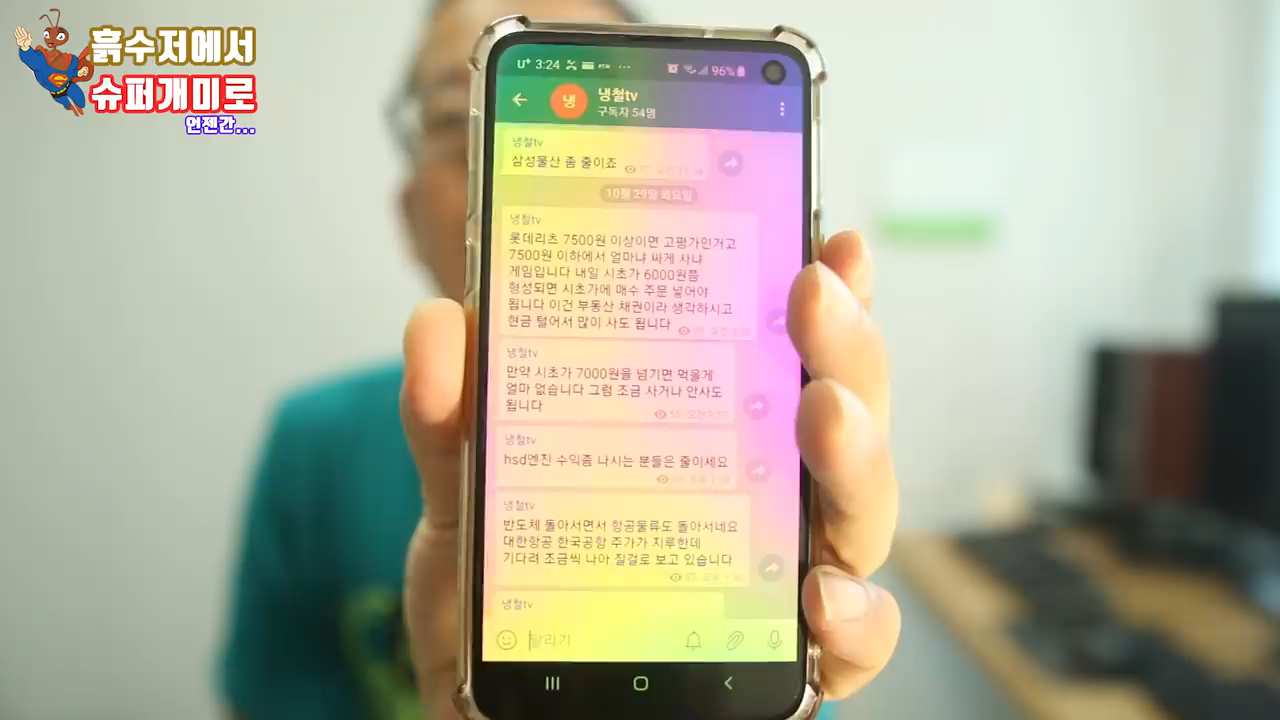 흙수저에서
슈퍼개미로
언젠간...
U+ 3:24
96%
냉
냉철tv
구독자 54명
냉철tv
삼성물산 좀 줄이죠
10월 29일 화요일
냉철tv
롯데리츠 7500원 이상이면 고평가인거고
7500원 이하에서 얼마나 싸게 사냐
게임입니다 내일 시초가 6000원쯤
형성되면 시초가에 매수 주문 넣어야
됩니다 이건 부동산 채권이라 생각하시고
현금 털어서 많이 사도 됩니다
냉철tv
만약 시초가 7000원을 넘기면 먹을게
얼마 없습니다 그럼 조금 사거나 안사도
됩니다
냉철tv
hsd엔진 수익좀 나시는 분들은 줄이세요
냉철tv
반도체 돌아서면서 항공물류도 돌아서네요
대한항공 한국공항 주가가 지루한데
기다려 조금씩 나아 질걸로 보고 있습니다
냉철tv
달리기